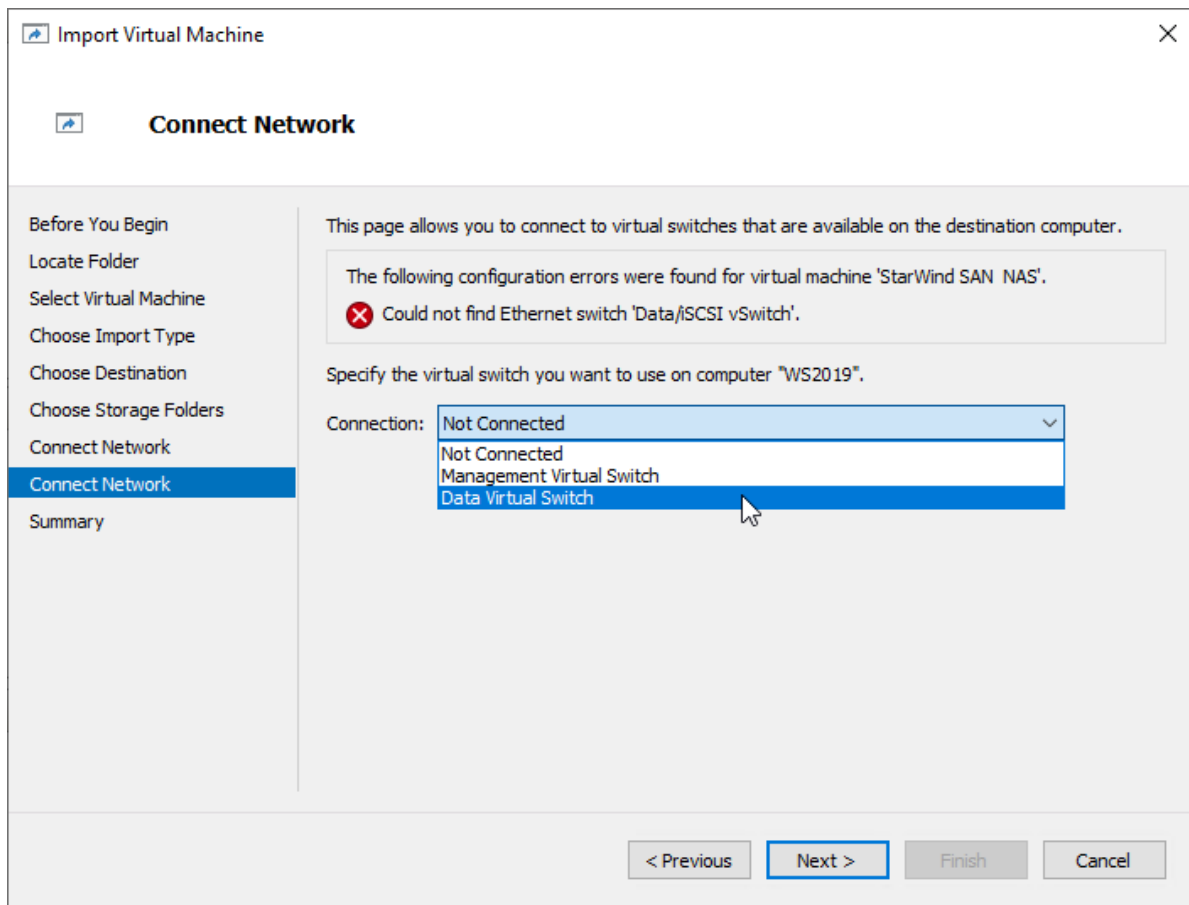 Import Virtual Machine
Connect Network
Before You Begin
Locate Folder
Select Virtual Machine
Choose Import Type
Choose Destination
Choose Storage Folders
Connect Network
Connect Network
Summary
This page allows you to connect to virtual switches that are available on the destination computer.
The following configuration errors were found for virtual machine 'StarWind SAN  NAS'.
Could not find Ethernet switch 'Data/iSCSI vSwitch'.
Specify the virtual switch you want to use on computer "WS2019".
Connection: Not Connected
Not Connected
Management Virtual Switch
Data Virtual Switch
< Previous Next > Finish Cancel